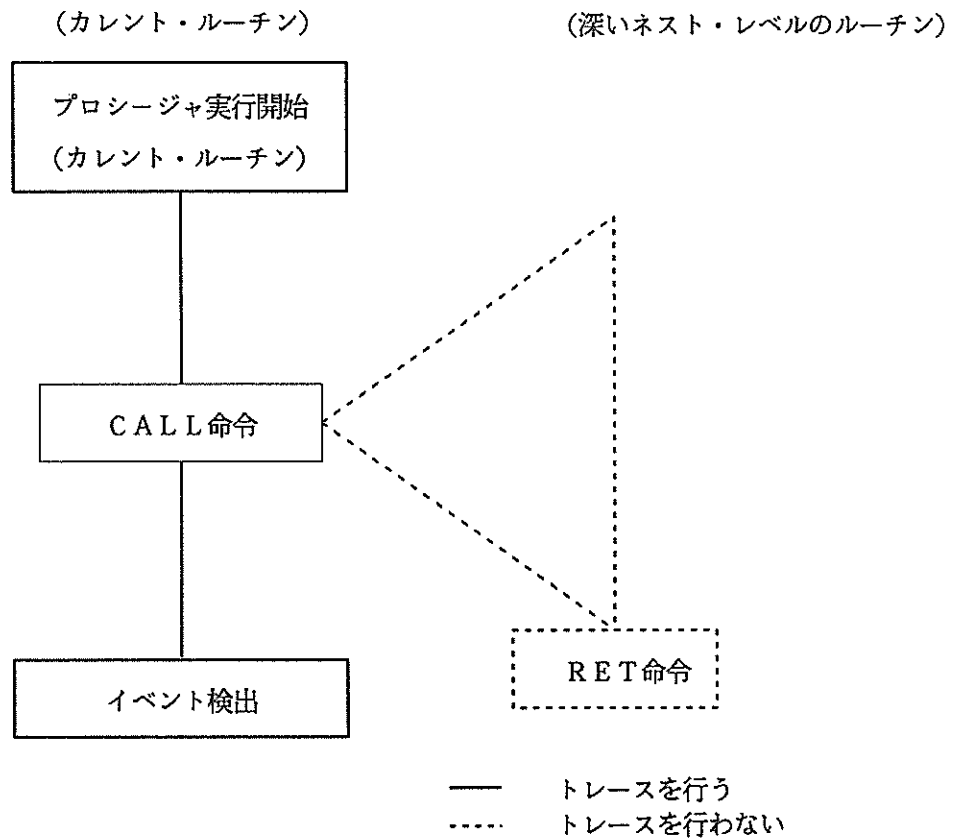 (カレント・ルーチン)
(深いネスト・レベルのルーチン)
プロシージャ実行開始
(カレント・ルーチン)
ＣＡＬＬ命令
ＲＥＴ命令
イベント検出
トレースを行う
トレースを行わない